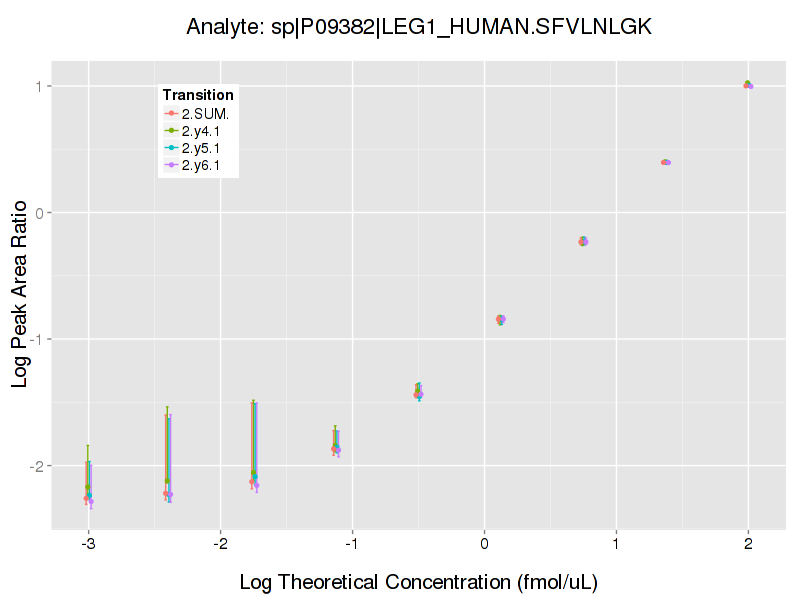 Analyte: sp|P09382|LEG1_HUMAN.SFVLNLGK
Log Peak Area Ratio
1
0
-1
-2
Transition
2.SUM.
2.y4.1
2.y5.1
2.y6.1
-3 -2 -1 0 1 2
Log Theoretical Concentration (fmol/uL)